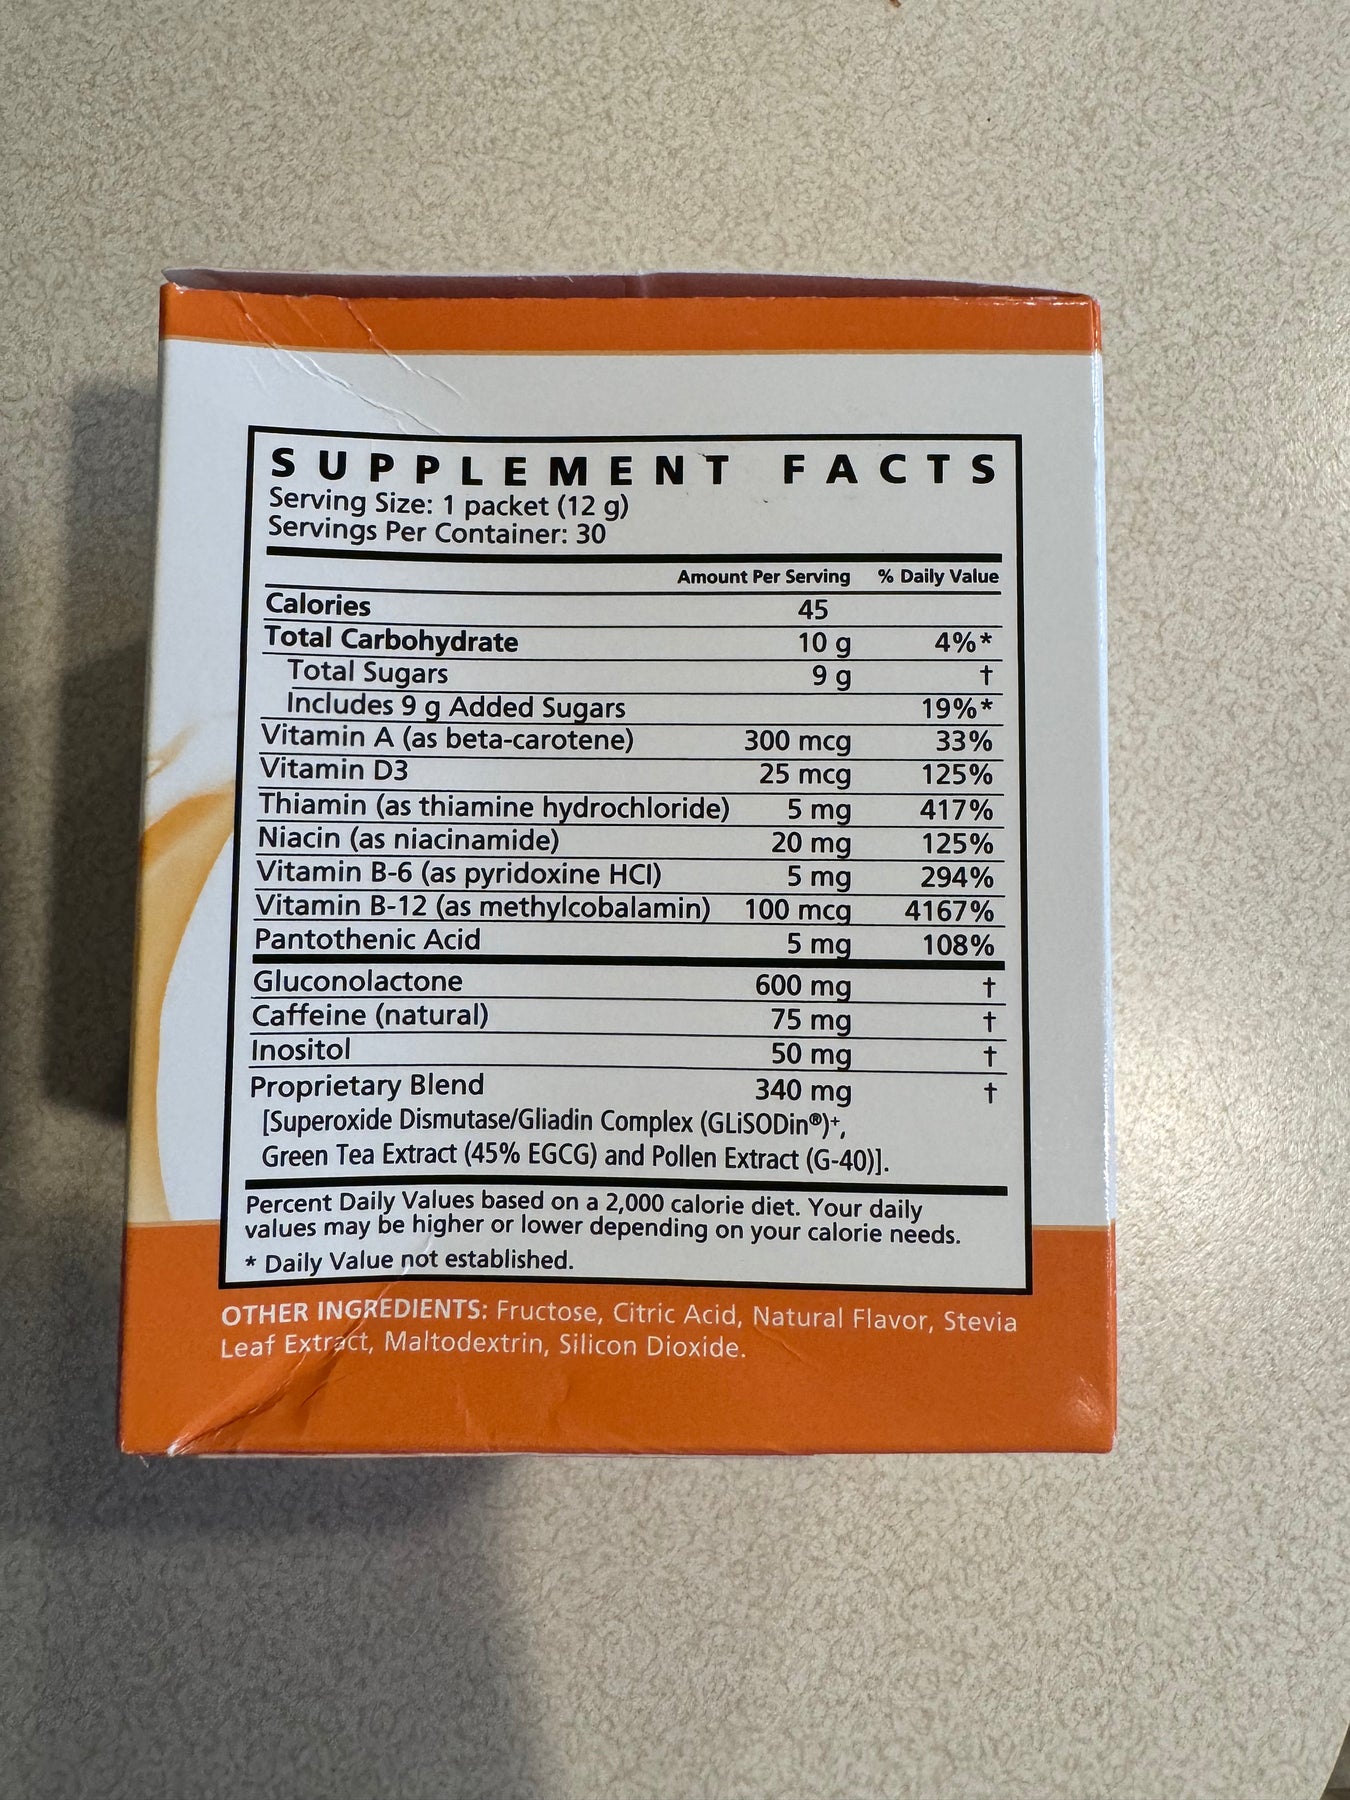 SUPPLEMENT FACTS
Serving Size: 1 packet (12 g)
Servings Per Container: 30
Amount Per Serving % Daily Value
Calories 45
Total Carbohydrate 10 g 4%*
Total Sugars 9 g †
Includes 9 g Added Sugars 19%*
Vitamin A (as beta-carotene) 300 mcg 33%
Vitamin D3 25 mcg 125%
Thiamin (as thiamine hydrochloride) 5 mg 417%
Niacin (as niacinamide) 20 mg 125%
Vitamin B-6 (as pyridoxine HCl) 5 mg 294%
Vitamin B-12 (as methylcobalamin) 100 mcg 4167%
Pantothenic Acid 5 mg 108%
Gluconolactone 600 mg †
Caffeine (natural) 75 mg †
Inositol 50 mg †
Proprietary Blend 340 mg †
[Superoxide Dismutase/Gliadin Complex (GLiSODin®)+,
Green Tea Extract (45% EGCG) and Pollen Extract (G-40)].
Percent Daily Values based on a 2,000 calorie diet. Your daily
values may be higher or lower depending on your calorie needs.
* Daily Value not established.
OTHER INGREDIENTS: Fructose, Citric Acid, Natural Flavor, Stevia
Leaf Extract, Maltodextrin, Silicon Dioxide.